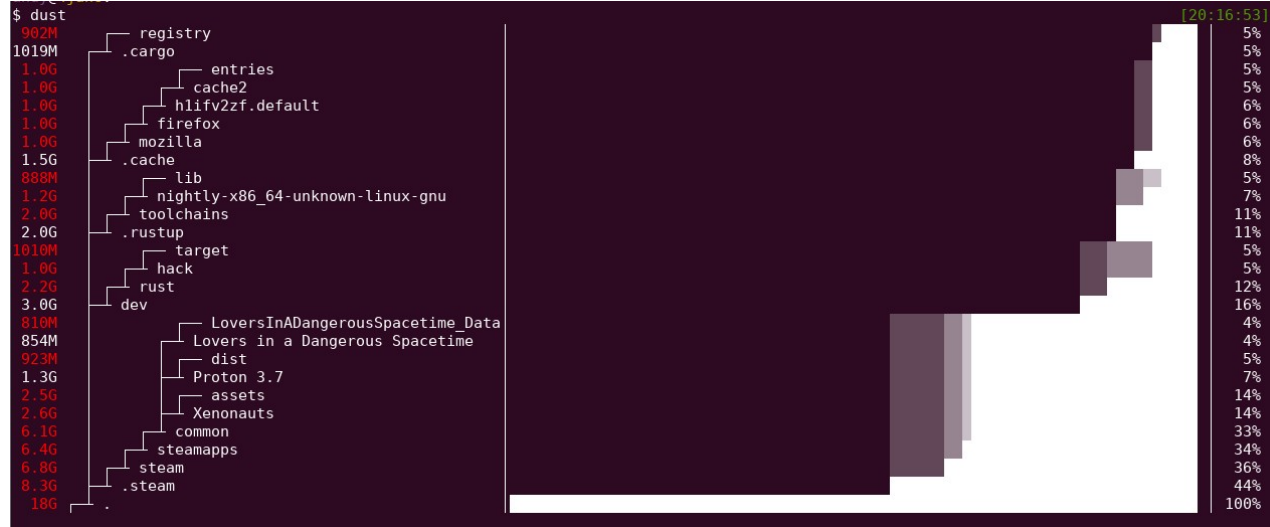 $ dust [20:16:53]
902M registry 5%
1019M .cargo 5%
1.0G entries 5%
1.0G cache2 5%
1.0G h1ifv2zf.default 6%
1.0G firefox 6%
1.0G mozilla 6%
1.5G .cache 8%
888M lib 5%
1.2G nightly-x86_64-unknown-linux-gnu 7%
2.0G toolchains 11%
2.0G .rustup 11%
1010M target 5%
1.0G hack 5%
2.2G rust 12%
3.0G dev 16%
810M LoversInADangerousSpacetime_Data 4%
854M Lovers in a Dangerous Spacetime 4%
923M dist 5%
1.3G Proton 3.7 7%
2.5G assets 14%
2.6G Xenonauts 14%
6.1G common 33%
6.4G steamapps 34%
6.8G steam 36%
8.3G .steam 44%
18G . 100%